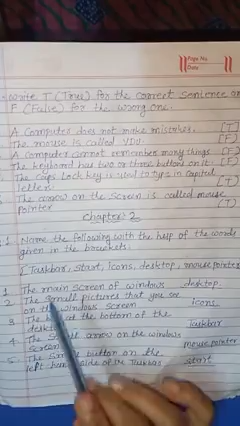 Page No.
Date
Write T (True) for the correct sentence or
F (False) for the wrong one.
A Computer does not make mistakes. [T]
The mouse is called VDU. [F]
A Computer cannot remember many things [F]
The keyboard has two or three buttons on it. [F]
The Caps Lock key is used to type in Capital
letter. [T]
The arrow on the Screen is called mouse
pointer [T]
Chapter 2
Name the following with the help of the words
given in the brackets.
[Taskbar, Start, Icons, desktop, mouse pointer
1 The main screen of windows desktop.
2 The small pictures that you see
on the windows screen icons
3 The at the bottom of the
Taskbar
4 The arrow on the windows
Screen mouse pointer
5 The button on the
left side of the Taskbar start